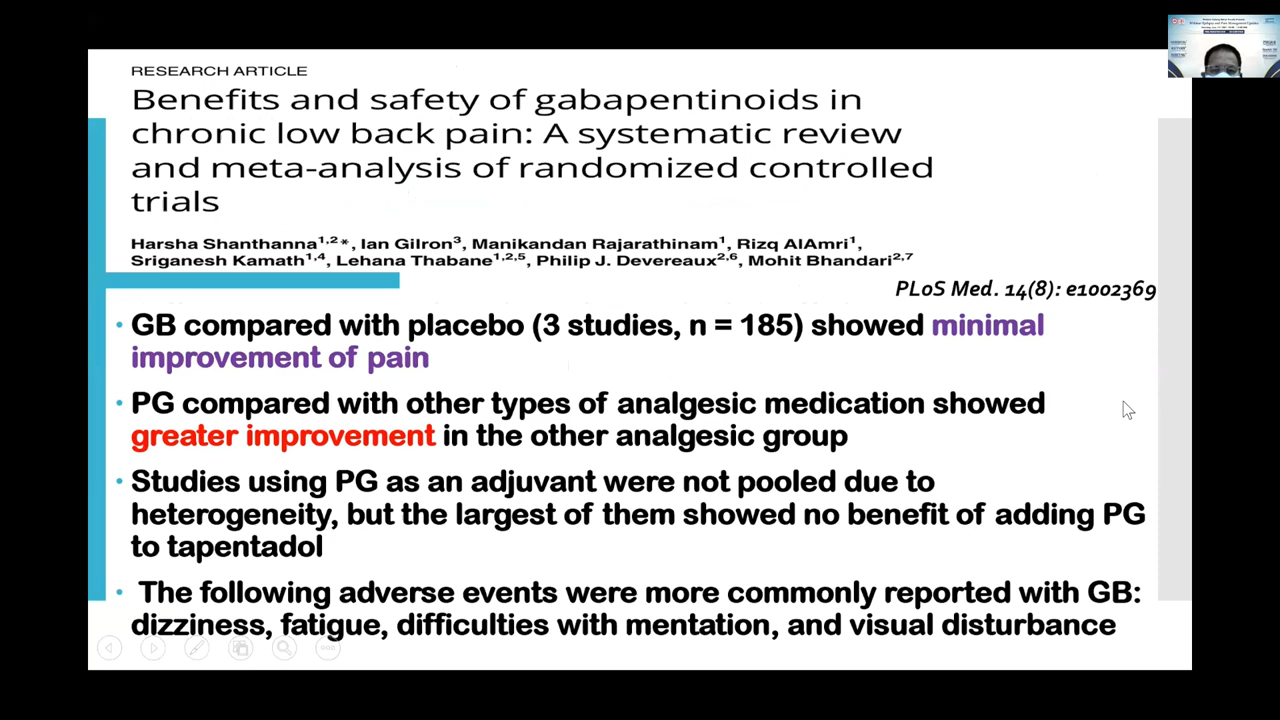 RESEARCH ARTICLE
Benefits and safety of gabapentinoids in
chronic low back pain: A systematic review
and meta-analysis of randomized controlled
trials
Harsha Shanthanna1,2*, Ian Gilron3, Manikandan Rajarathinam1, Rizq AlAmri1,
Sriganesh Kamath1,4, Lehana Thabane1,2,5, Philip J. Devereaux2,6, Mohit Bhandari2,7
PLoS Med. 14(8): e1002369
• GB compared with placebo (3 studies, n = 185) showed minimal
improvement of pain
• PG compared with other types of analgesic medication showed
greater improvement in the other analgesic group
• Studies using PG as an adjuvant were not pooled due to
heterogeneity, but the largest of them showed no benefit of adding PG
to tapentadol
• The following adverse events were more commonly reported with GB:
dizziness, fatigue, difficulties with mentation, and visual disturbance